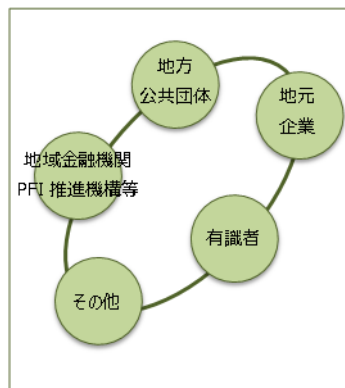 地方
公共団体
地元
企業
地域金融機関
PFI 推進機構等
有識者
その他